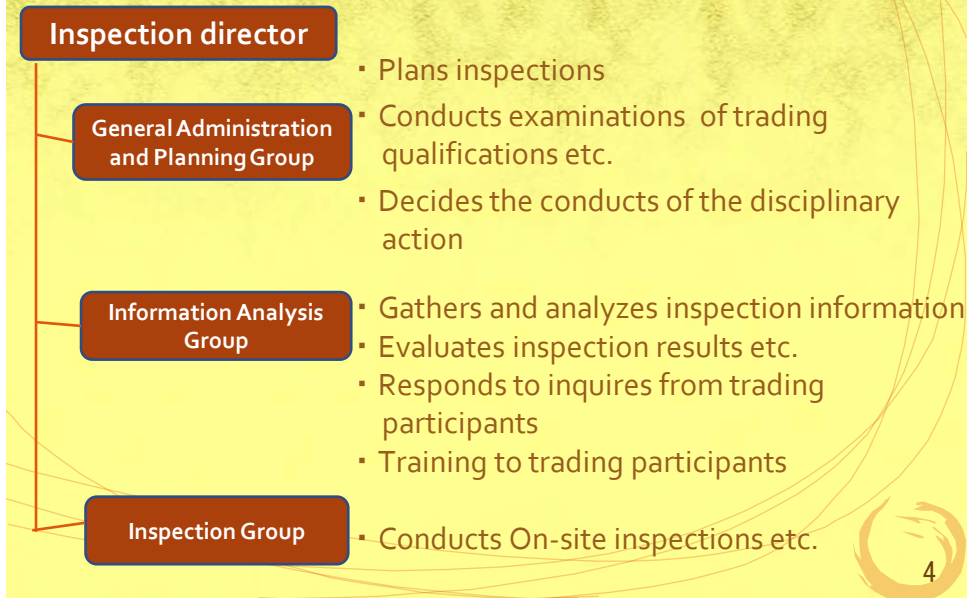 Inspection director
General Administration
and Planning Group
・Plans inspections
・Conducts examinations of trading
qualifications etc.
・Decides the conducts of the disciplinary
action
Information Analysis
Group
・Gathers and analyzes inspection information
・Evaluates inspection results etc.
・Responds to inquires from trading
participants
・Training to trading participants
Inspection Group
・Conducts On-site inspections etc.
4